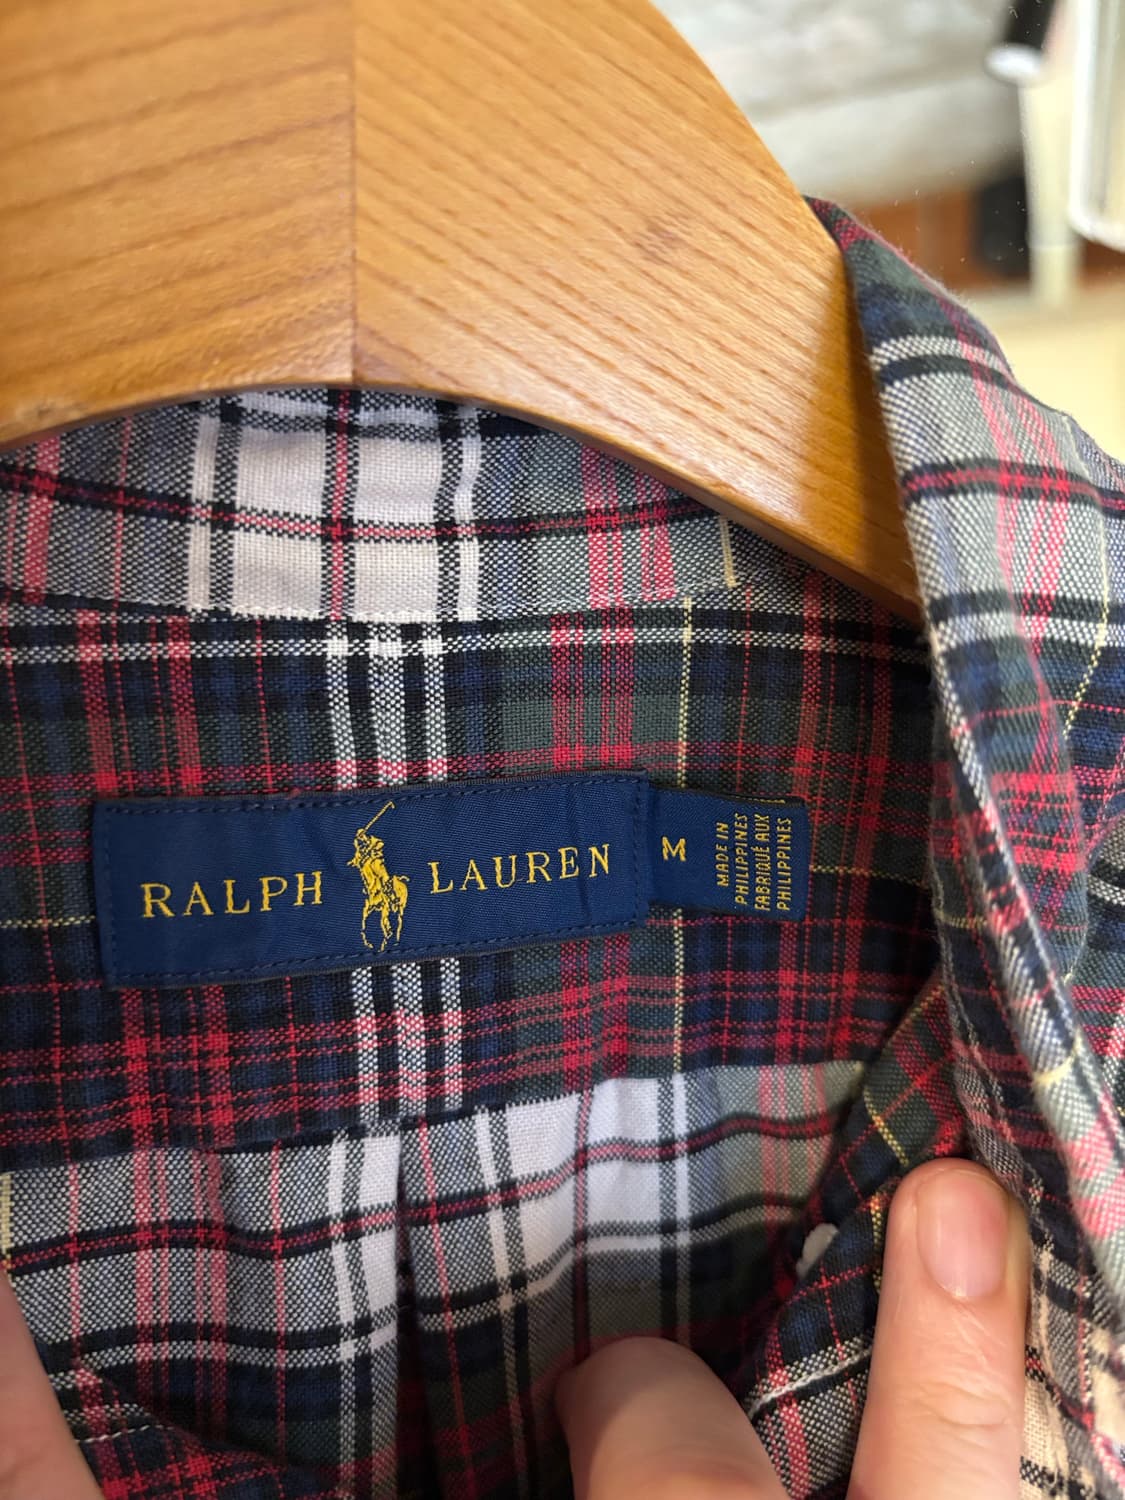 RALPH LAUREN
M
MADE IN
PHILIPPINES
FABRIQUÉ AUX
PHILIPPINES